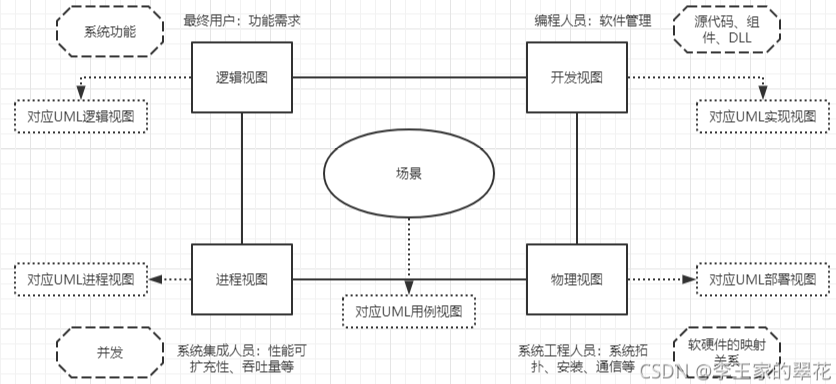 系统功能
最终用户：功能需求
编程人员：软件管理
源代码、组
件、DLL
逻辑视图
开发视图
对应UML逻辑视图
对应UML实现视图
场景
对应UML进程视图
进程视图
物理视图
对应UML部署视图
对应UML用例视图
并发
系统集成人员：性能可
扩充性、吞吐量等
系统工程人员：系统拓
扑、安装、通信等
软硬件的映射
关系
CSDN @李王家的翠花